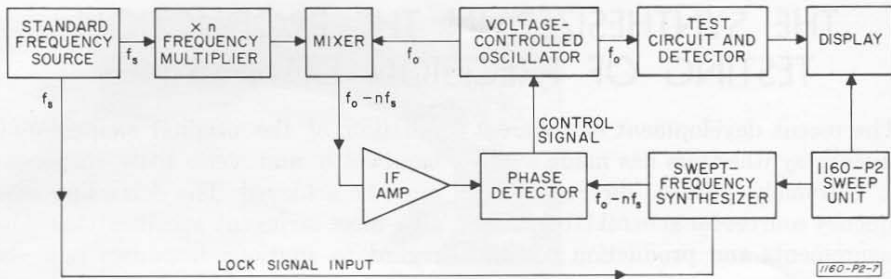 STANDARD
FREQUENCY
SOURCE
fs
× n
FREQUENCY
MULTIPLIER
MIXER
fo
VOLTAGE-
CONTROLLED
OSCILLATOR
fo
TEST
CIRCUIT AND
DETECTOR
DISPLAY
fs
fo-nfs
CONTROL
SIGNAL
IF
AMP
PHASE
DETECTOR
fo-nfs
SWEPT-
FREQUENCY
SYNTHESIZER
1160-P2
SWEEP
UNIT
LOCK SIGNAL INPUT
1160-P2-7